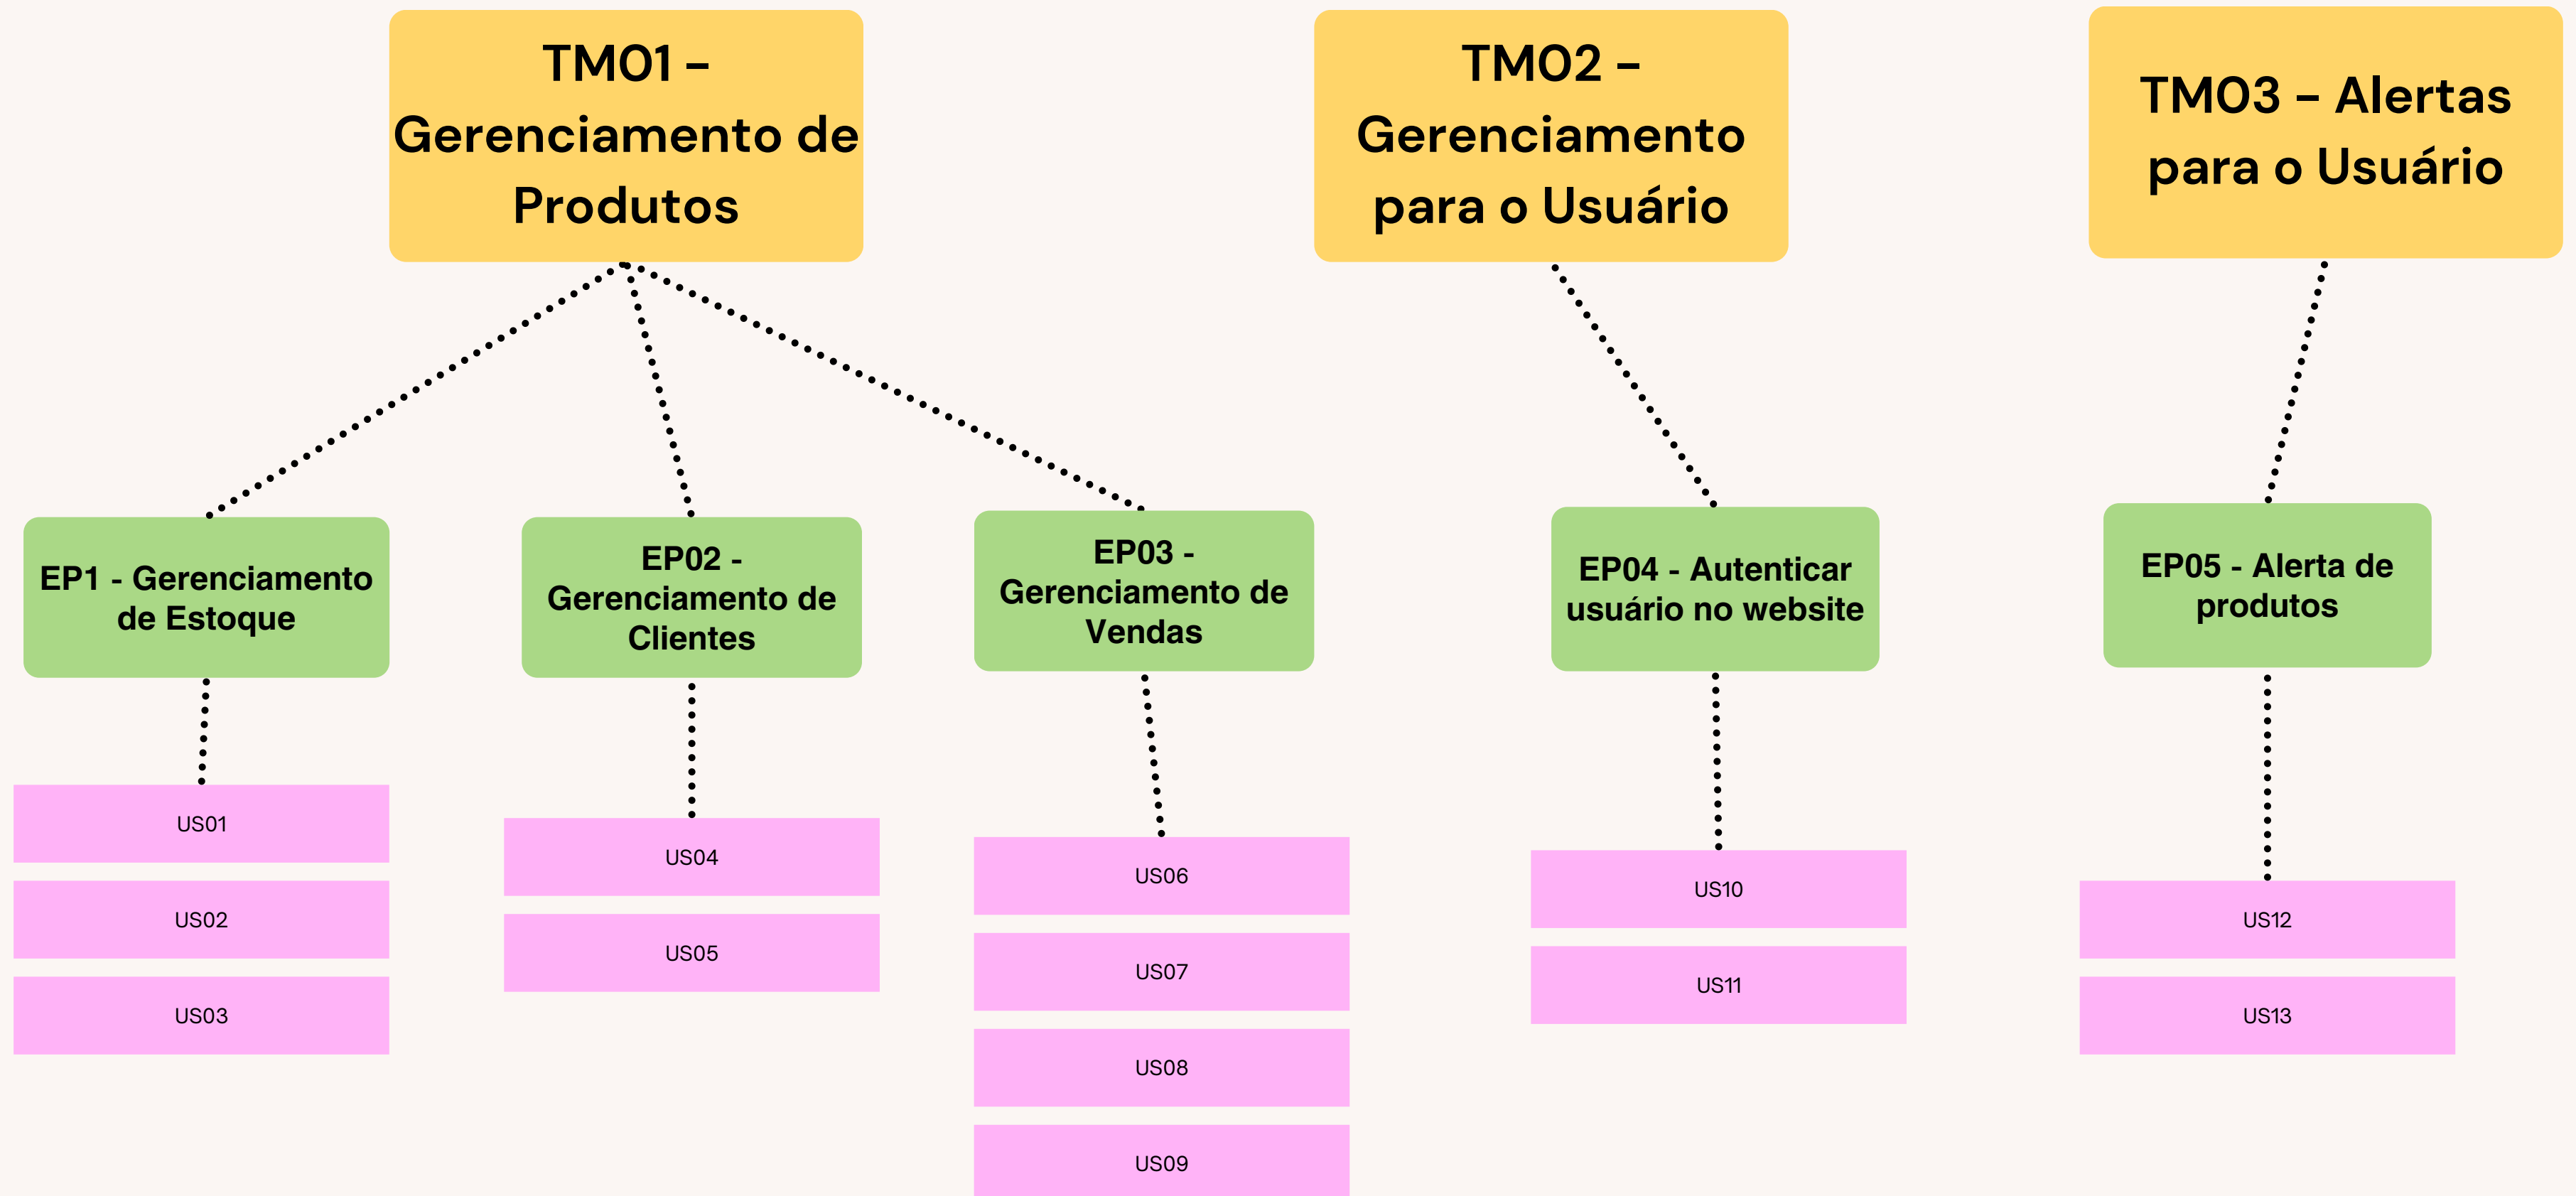 TM01 -
Gerenciamento de
Produtos
TM02 -
Gerenciamento
para o Usuário
TM03 - Alertas
para o Usuário
EP1 - Gerenciamento
de Estoque
EP02 -
Gerenciamento de
Clientes
EP03 -
Gerenciamento de
Vendas
EP04 - Autenticar
usuário no website
EP05 - Alerta de
produtos
US01
US02
US03
US04
US05
US06
US07
US08
US09
US10
US11
US12
US13